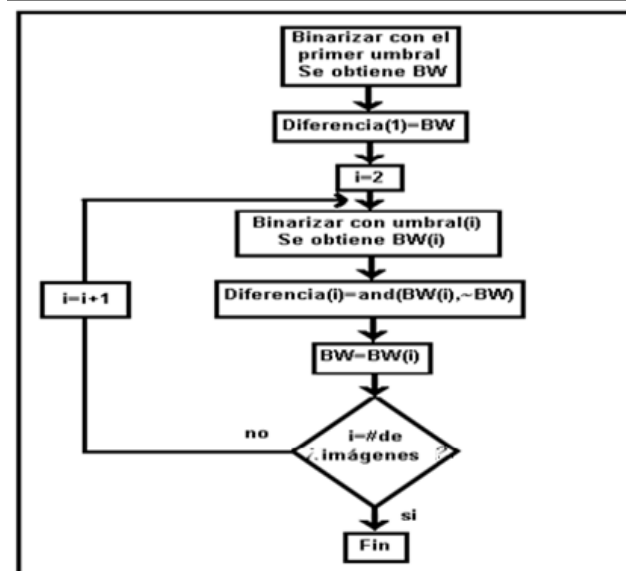 Binarizar con el
primer umbral
Se obtiene BW
Diferencia(1)=BW
i=2
Binarizar con umbral(i)
Se obtiene BW(i)
i=i+1
Diferencia(i)=and(BW(i),~BW)
BW=BW(i)
no
i=#de
¿imágenes ?
si
Fin